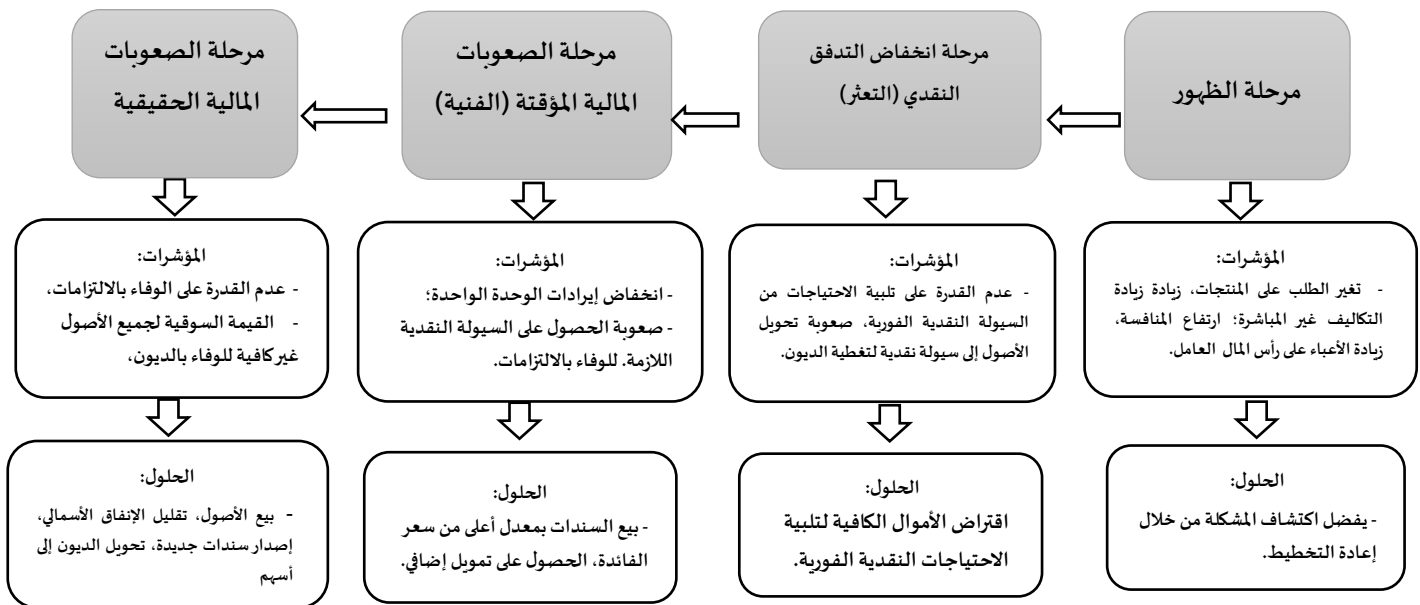 مرحلة الظهور
مرحلة انخفاض التدفق
النقدي (التعثر)
مرحلة الصعوبات
المالية المؤقتة (الفنية)
مرحلة الصعوبات
المالية الحقيقية
المؤشرات:
- تغير الطلب على المنتجات، زيادة زيادة
التكاليف غير المباشرة؛ ارتفاع المنافسة،
زيادة الأعباء على رأس المال العامل.
المؤشرات:
- عدم القدرة على تلبية الاحتياجات من
السيولة النقدية الفورية، صعوبة تحويل
الأصول إلى سيولة نقدية لتغطية الديون.
المؤشرات:
- انخفاض إيرادات الوحدة الواحدة؛
- صعوبة الحصول على السيولة النقدية
اللازمة. للوفاء بالالتزامات.
المؤشرات:
- عدم القدرة على الوفاء بالالتزامات،
- القيمة السوقية لجميع الأصول
غير كافية للوفاء بالديون،
الحلول:
- يفضل اكتشاف المشكلة من خلال
إعادة التخطيط.
الحلول:
اقتراض الأموال الكافية لتلبية
الاحتياجات النقدية الفورية.
الحلول:
- بيع السندات بمعدل أعلى من سعر
الفائدة، الحصول على تمويل إضافي.
الحلول:
- بيع الأصول، تقليل الإنفاق الأسمالي،
إصدار سندات جديدة، تحويل الديون إلى
أسهم